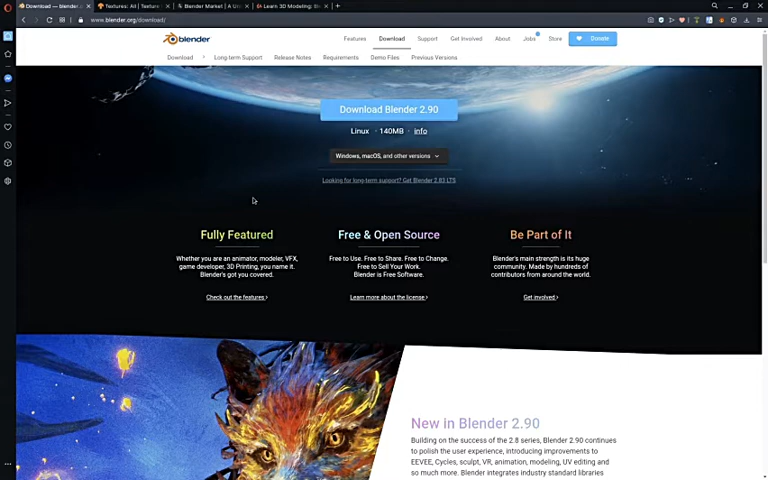 Download — blende
Textures: All | Texture
Blender Market | A U
Learn 3D Modeling: B
www.blender.org/download/
blender
Features
Download
Support
Get Involved
About
Jobs
Store
Donate
Download
Long-term Support
Release Notes
Requirements
Demo Files
Previous Versions
Download Blender 2.90
Linux · 140MB · info
Windows, macOS, and other versions
Looking for long-term support? Get Blender 2.83 LTS
Fully Featured
Whether you are an animator, modeler, VFX,
game developer, 3D Printing, you name it.
Blender's got you covered.
Check out the features ›
Free & Open Source
Free to Use. Free to Share. Free to Change.
Free to Sell Your Work.
Blender is Free Software.
Learn more about the license ›
Be Part of It
Blender's main strength is its huge
community. Made by hundreds of
contributors from around the world.
Get involved ›
New in Blender 2.90
Building on the success of the 2.8 series, Blender 2.90 continues
to polish the user experience, introducing improvements to
EEVEE, Cycles, sculpt, VR, animation, modeling, UV editing and
so much more. Blender integrates industry standard libraries